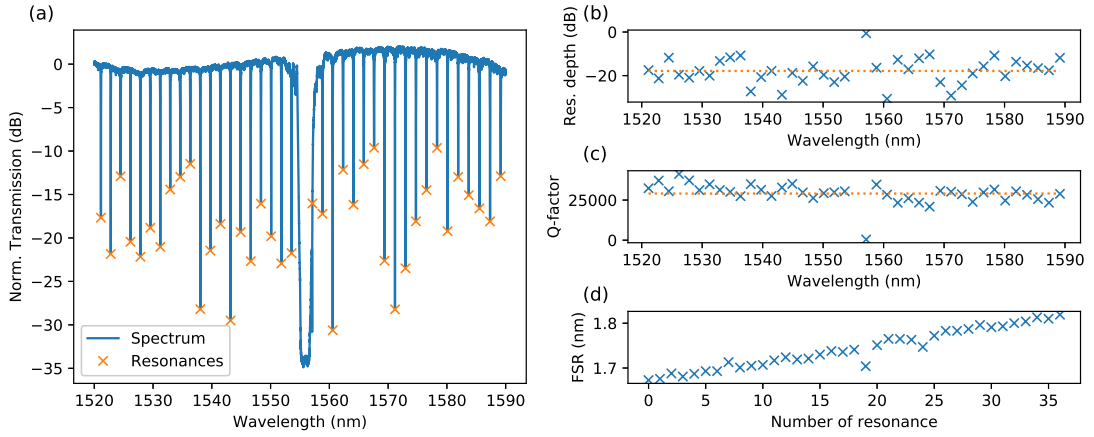 (a)
Norm. Transmission (dB)
0
−5
−10
−15
−20
−25
−30
−35
Spectrum
Resonances
1520 1530 1540 1550 1560 1570 1580 1590
Wavelength (nm)
(b)
Res. depth (dB)
0
−20
1520 1530 1540 1550 1560 1570 1580 1590
Wavelength (nm)
(c)
Q-factor
25000
0
1520 1530 1540 1550 1560 1570 1580 1590
Wavelength (nm)
(d)
FSR (nm)
1.8
1.7
0 5 10 15 20 25 30 35
Number of resonance